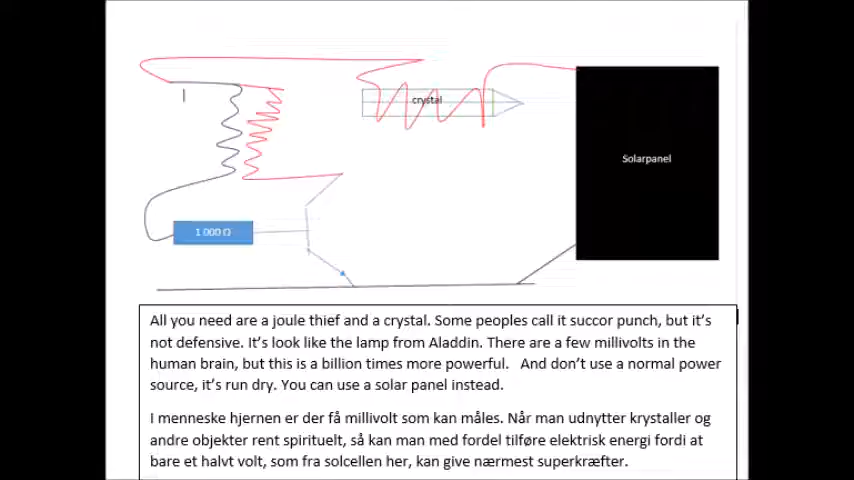 crystal
Solarpanel
1 000 Ω
All you need are a joule thief and a crystal. Some peoples call it succor punch, but it's
not defensive. It's look like the lamp from Aladdin. There are a few millivolts in the
human brain, but this is a billion times more powerful.   And don't use a normal power
source, it's run dry. You can use a solar panel instead.
I menneske hjernen er der få millivolt som kan måles. Når man udnytter krystaller og
andre objekter rent spirituelt, så kan man med fordel tilføre elektrisk energi fordi at
bare et halvt volt, som fra solcellen her, kan give nærmest superkræfter.